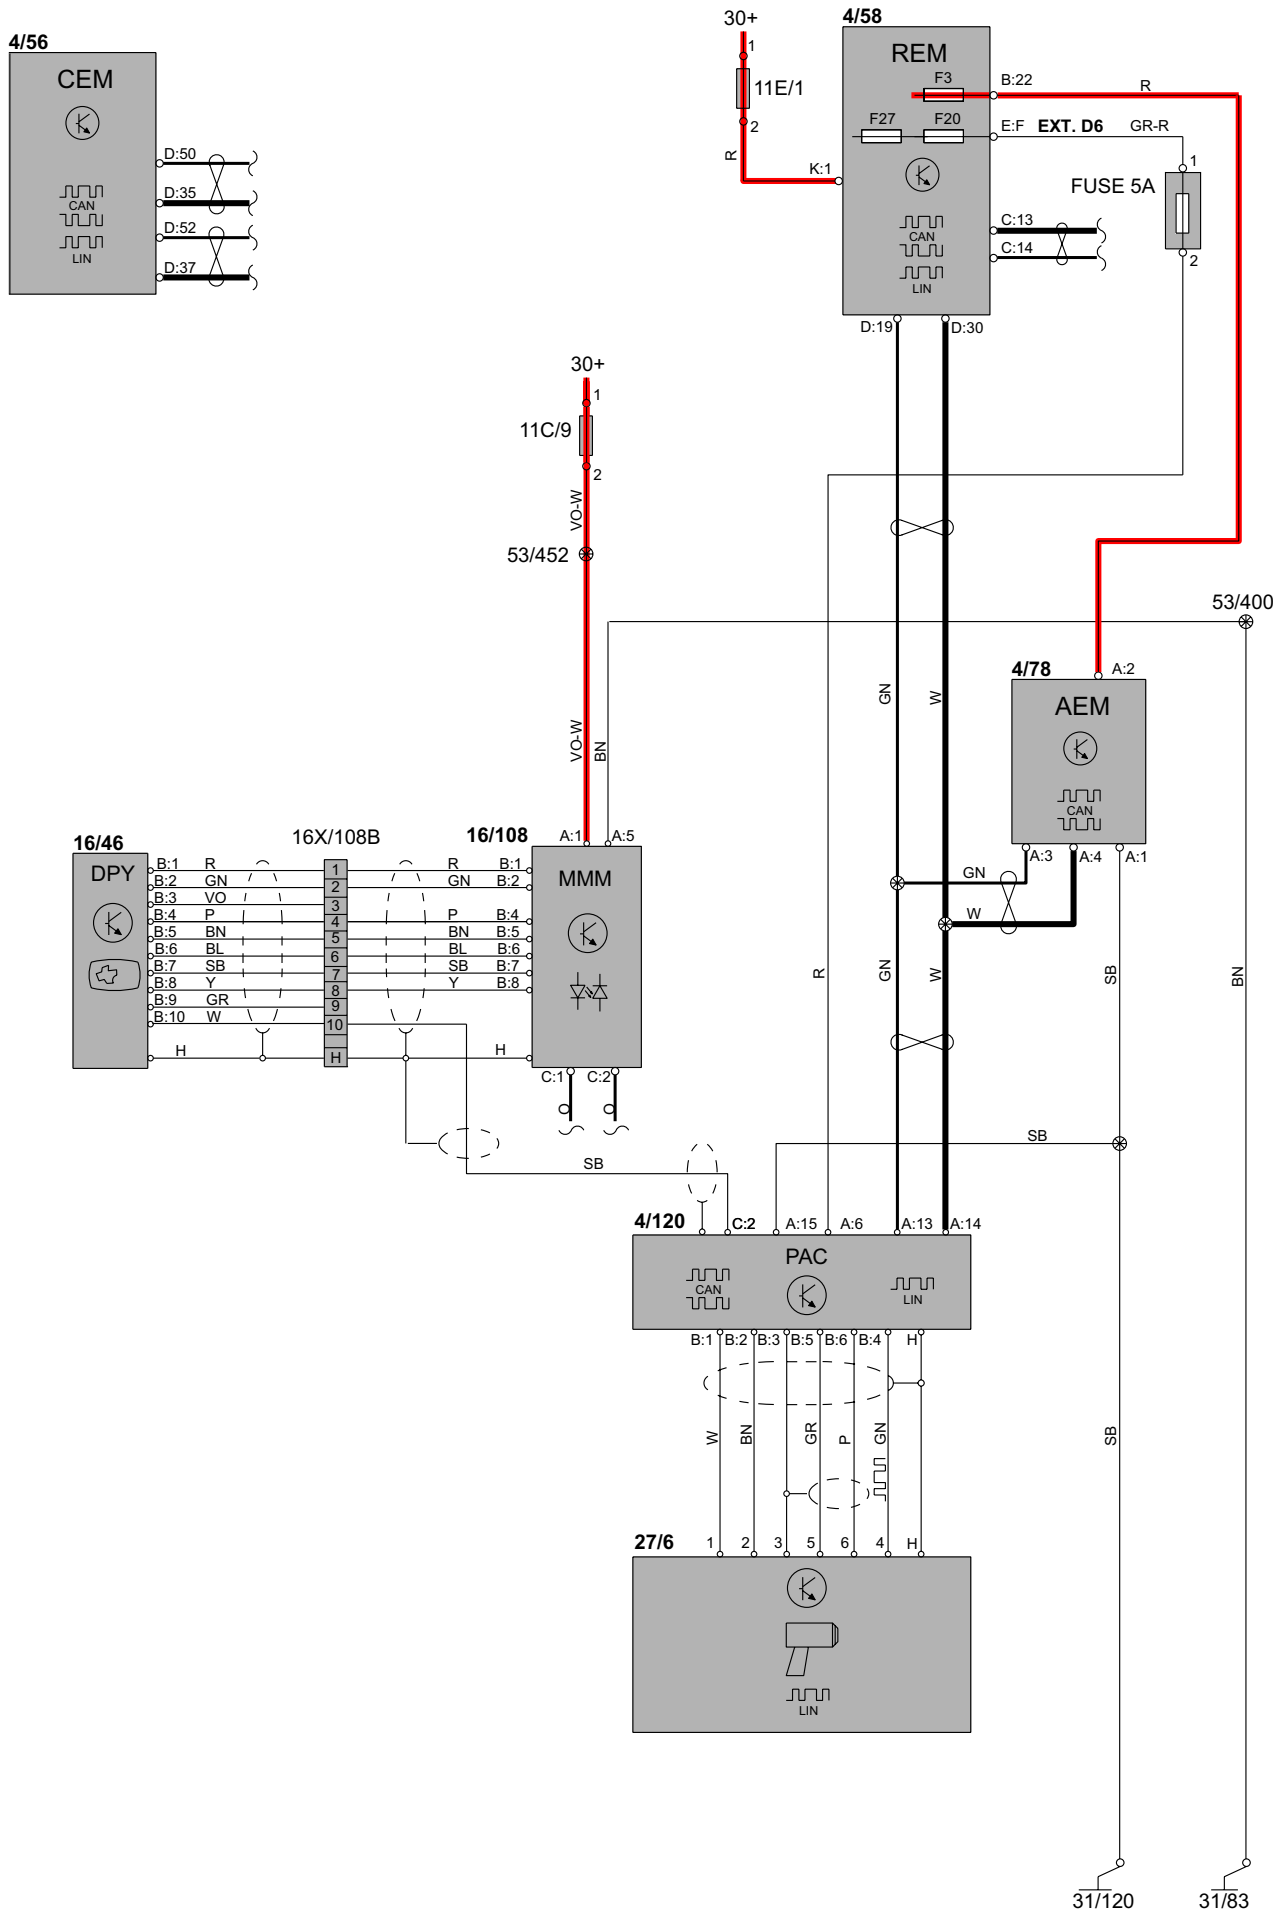 30+
4/58
4/56
CEM
D:50
D:35
CAN
D:52
LIN
D:37
1
11E/1
2
R
K:1
REM
F3
B:22
R
F27
F20
E:F
EXT. D6
GR-R
1
FUSE 5A
2
C:13
CAN
C:14
LIN
D:19
D:30
30+
1
11C/9
2
VO-W
53/452
53/400
4/78
A:2
AEM
CAN
GN
W
VO-W
BN
A:3
A:4
A:1
GN
W
16/46
16X/108B
16/108
A:1
A:5
DPY
MMM
B:1 R 1 R B:1
B:2 GN 2 GN B:2
B:3 VO 3
B:4 P 4 P B:4
B:5 BN 5 BN B:5
B:6 BL 6 BL B:6
B:7 SB 7 SB B:7
B:8 Y 8 Y B:8
B:9 GR 9
B:10 W 10
H H H
C:1
C:2
R
GN
W
SB
BN
SB
SB
4/120
C:2
A:15
A:6
A:13
A:14
PAC
CAN
LIN
B:1
B:2
B:3
B:5
B:6
B:4
H
W
BN
GR
P
GN
SB
27/6
1
2
3
5
6
4
H
LIN
31/120
31/83